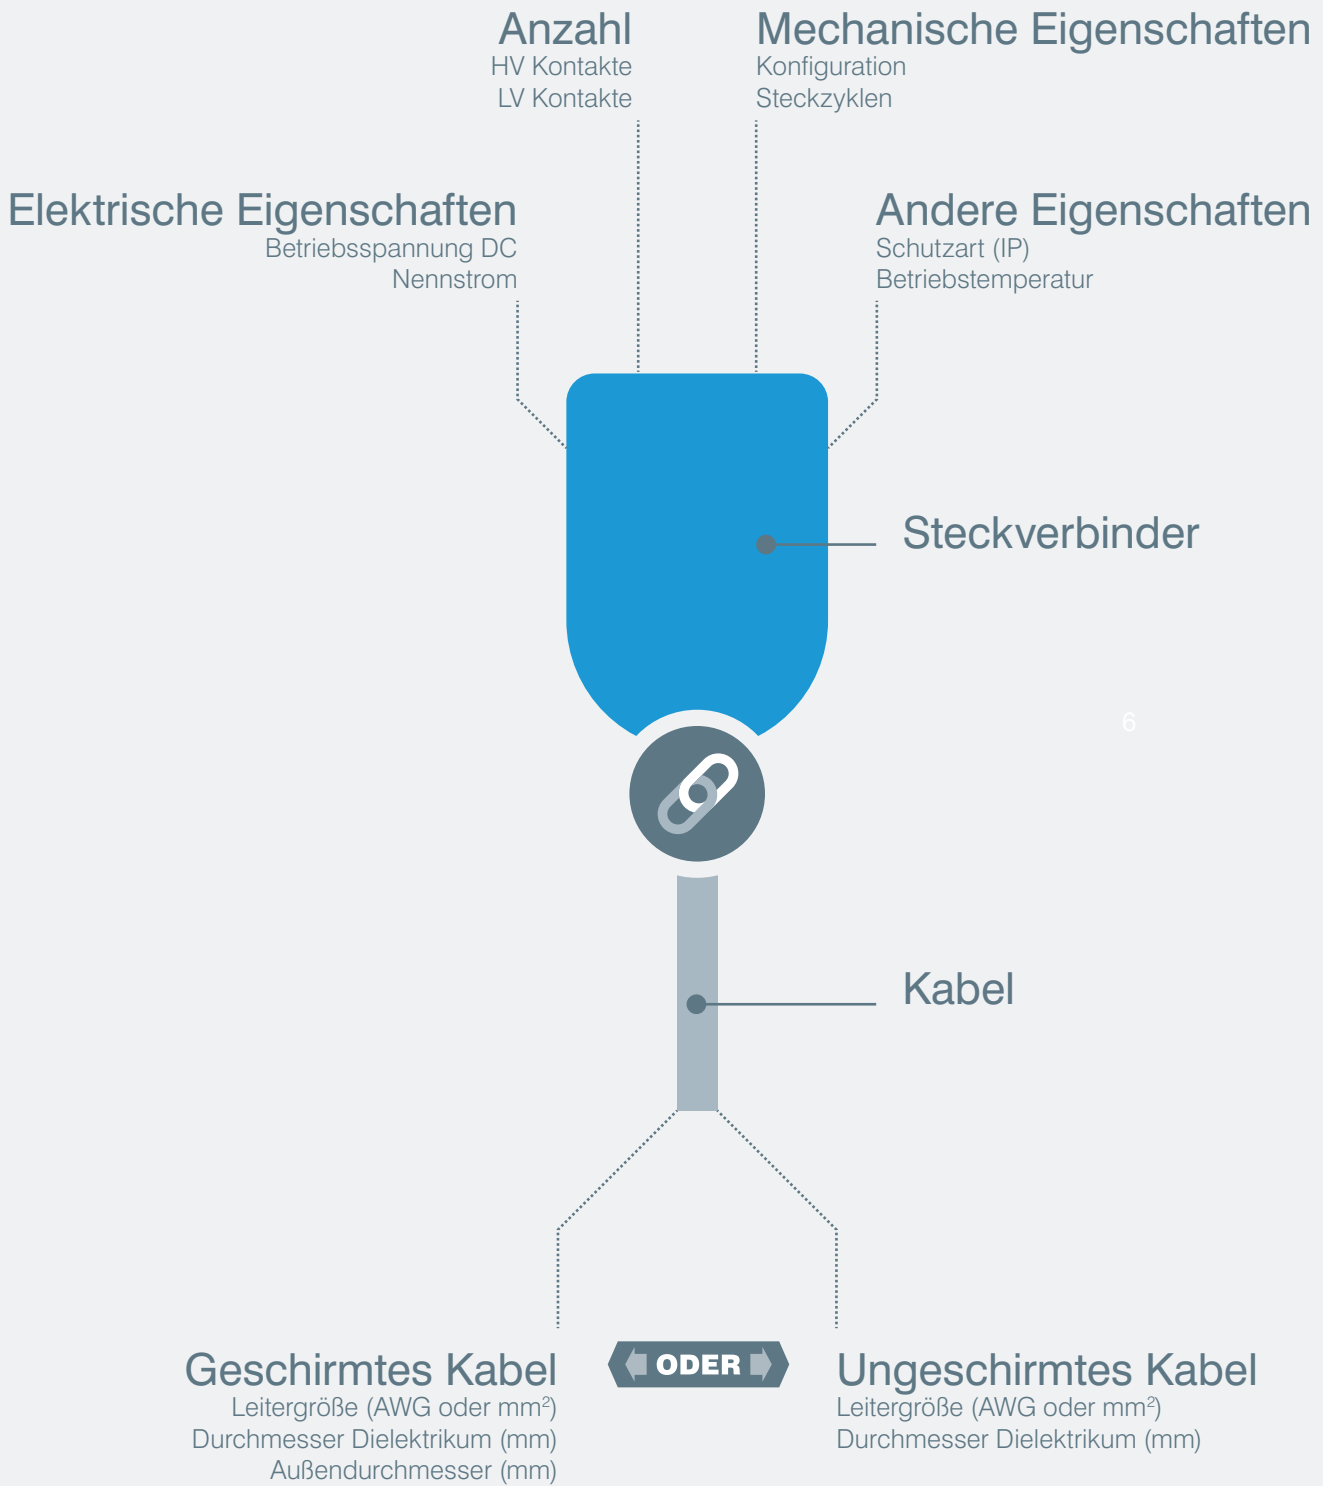 Anzahl
HV Kontakte
LV Kontakte
Mechanische Eigenschaften
Konfiguration
Steckzyklen
Elektrische Eigenschaften
Betriebsspannung DC
Nennstrom
Andere Eigenschaften
Schutzart (IP)
Betriebstemperatur
Steckverbinder
6
Kabel
Geschirmtes Kabel
Leitergröße (AWG oder mm²)
Durchmesser Dielektrikum (mm)
Außendurchmesser (mm)
ODER
Ungeschirmtes Kabel
Leitergröße (AWG oder mm²)
Durchmesser Dielektrikum (mm)